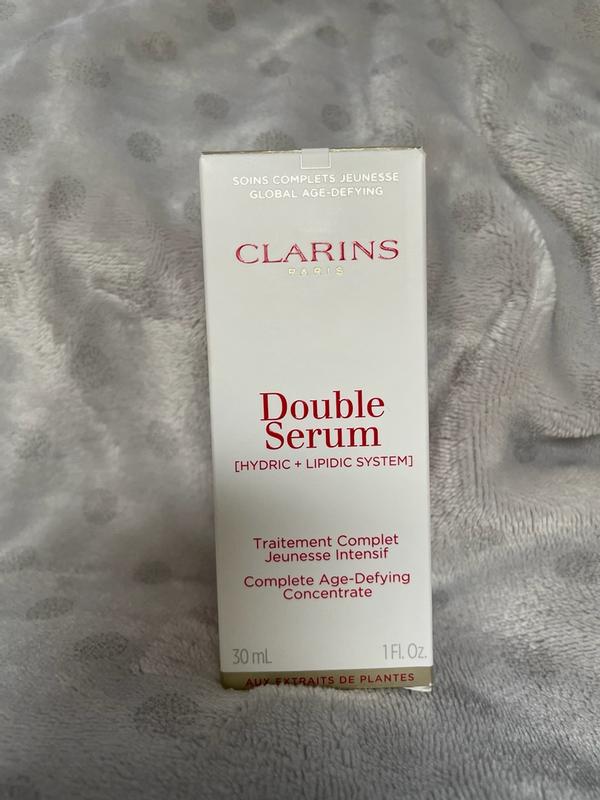 SOINS COMPLETS JEUNESSE
GLOBAL AGE-DEFYING
CLARINS
PARIS
Double
Serum
[HYDRIC + LIPIDIC SYSTEM]
Traitement Complet
Jeunesse Intensif
Complete Age-Defying
Concentrate
30 mL 1 Fl. Oz.
AUX EXTRAITS DE PLANTES